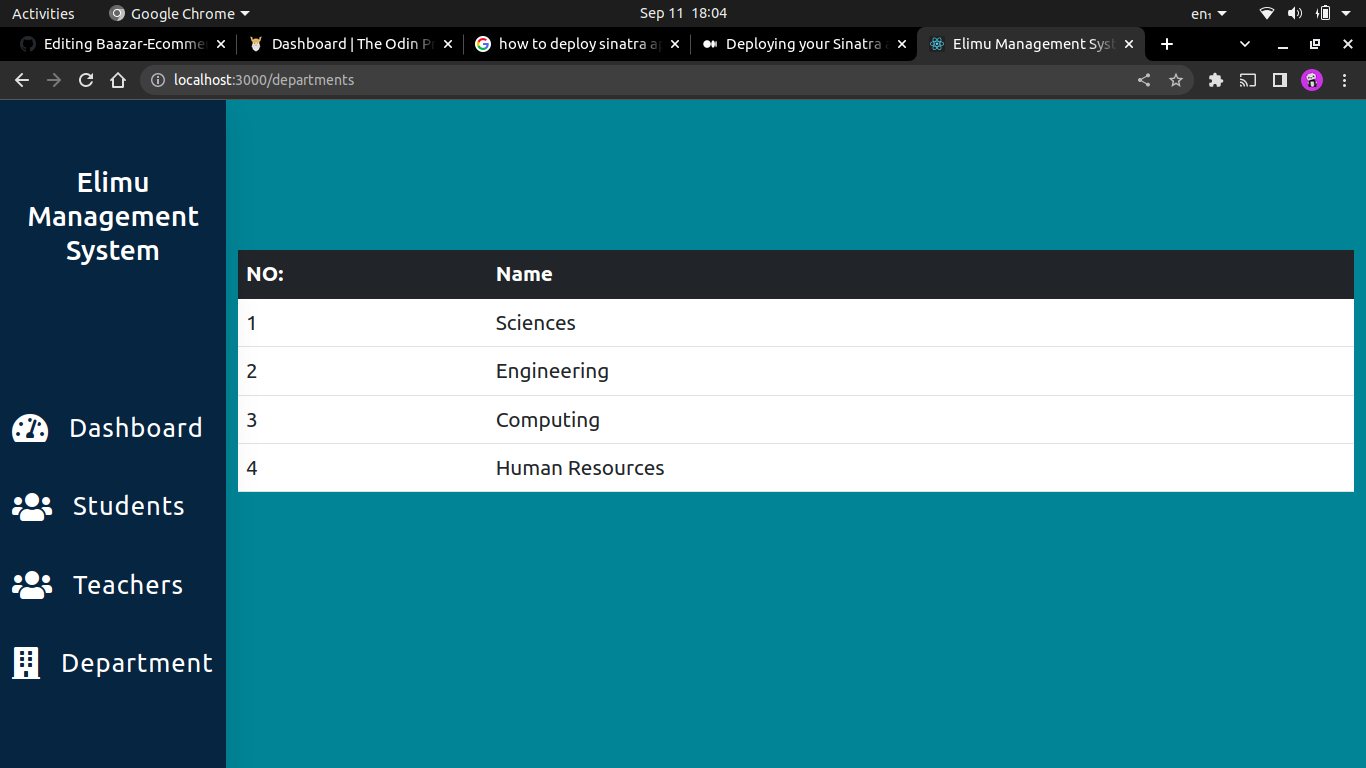 Activities Google Chrome Sep 11 18:04 en₁
Editing Baazar-Ecomme Dashboard | The Odin P how to deploy sinatra a Deploying your Sinatra Elimu Management Syst
localhost:3000/departments
Elimu
Management
System
NO: Name
1 Sciences
2 Engineering
3 Computing
4 Human Resources
Dashboard
Students
Teachers
Department